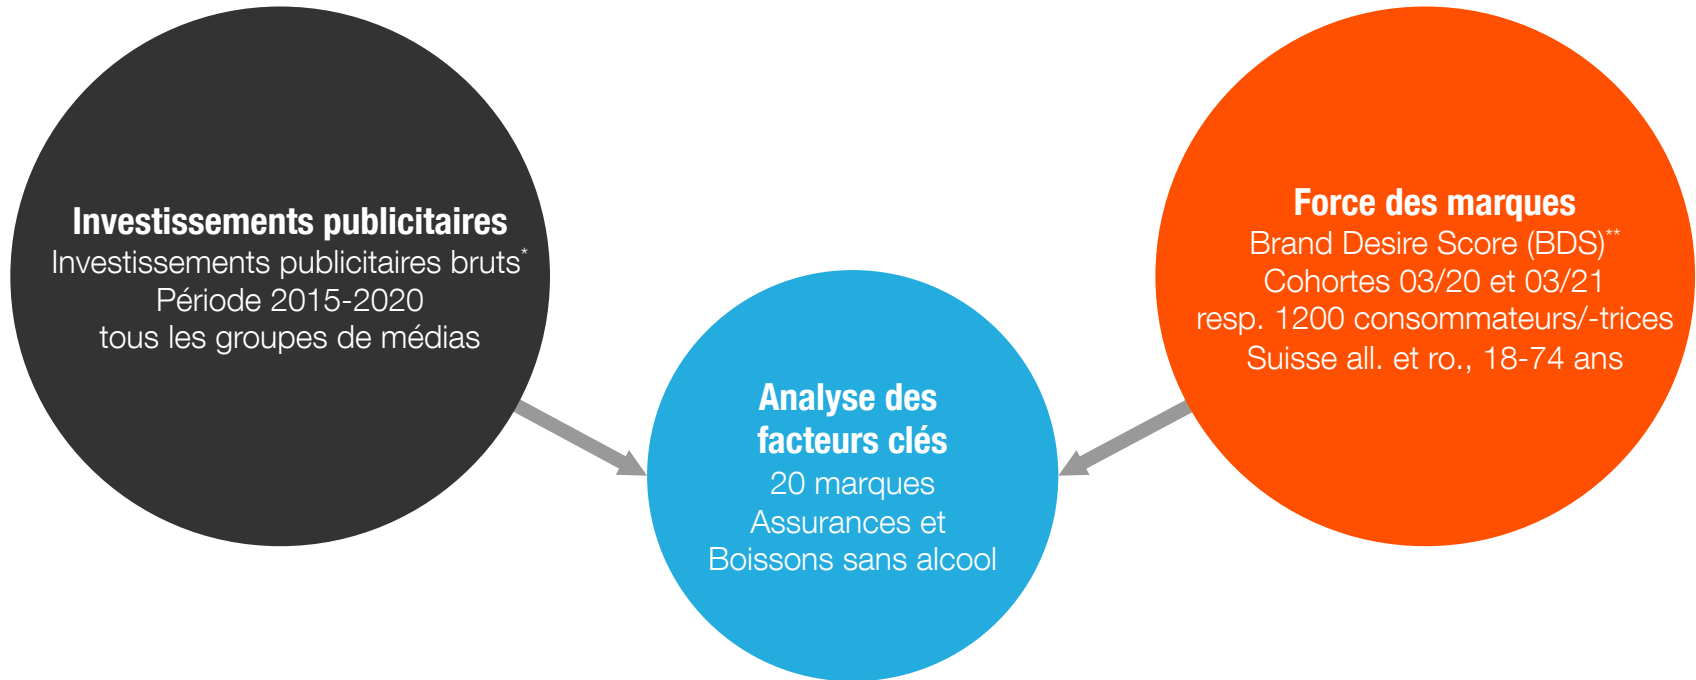 Investissements publicitaires
Investissements publicitaires bruts*
Période 2015-2020
tous les groupes de médias
Analyse des
facteurs clés
20 marques
Assurances et
Boissons sans alcool
Force des marques
Brand Desire Score (BDS)**
Cohortes 03/20 et 03/21
resp. 1200 consommateurs/-trices
Suisse all. et ro., 18-74 ans